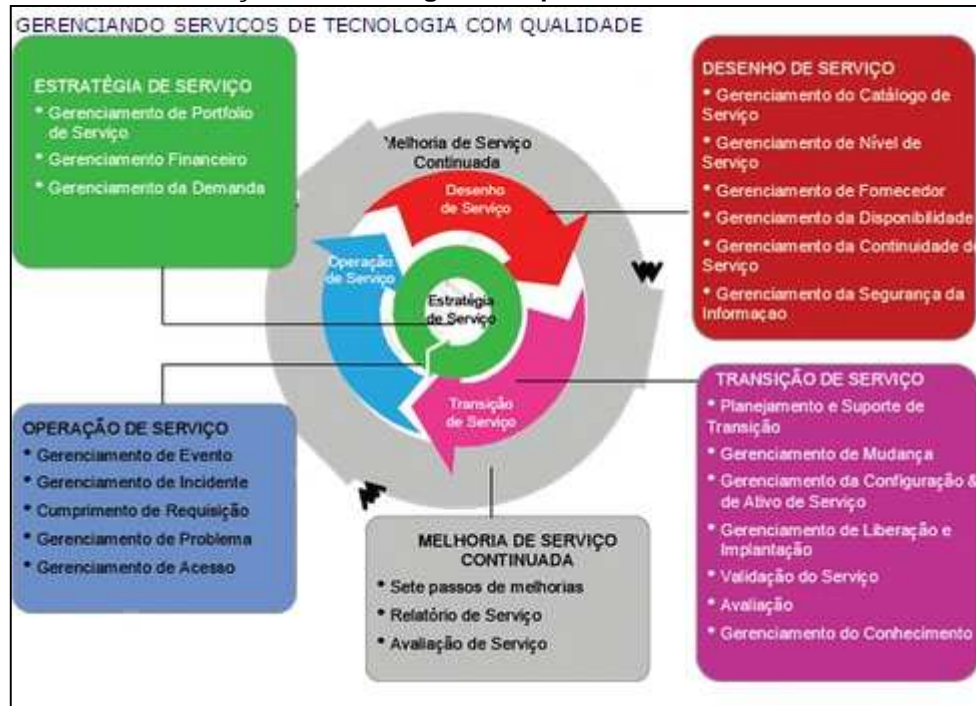 GERENCIANDO SERVIÇOS DE TECNOLOGIA COM QUALIDADE
ESTRATÉGIA DE SERVIÇO
* Gerenciamento de Portfolio
de Serviço
* Gerenciamento Financeiro
* Gerenciamento da Demanda
DESENHO DE SERVIÇO
* Gerenciamento do Catálogo de
Serviço
* Gerenciamento de Nível de
Serviço
* Gerenciamento de Fornecedor
* Gerenciamento da Disponibilidade
* Gerenciamento da Continuidade d
Serviço
* Gerenciamento da Segurança da
Informaçao
Melhoria de Serviço
Continuada
Desenho
de Serviço
Operação
de Serviço
Estratégia
de Serviço
Transição
de Serviço
OPERAÇÃO DE SERVIÇO
* Gerenciamento de Evento
* Gerenciamento de Incidente
* Cumprimento de Requisição
* Gerenciamento de Problema
* Gerenciamento de Acesso
MELHORIA DE SERVIÇO
CONTINUADA
* Sete passos de melhorias
* Relatório de Serviço
* Avaliação de Serviço
TRANSIÇÃO DE SERVIÇO
* Planejamento e Suporte de
Transição
* Gerenciamento de Mudança
* Gerenciamento da Configuração &
de Ativo de Serviço
* Gerenciamento de Liberação e
Implantação
* Validação do Serviço
* Avaliação
* Gerenciamento do Conhecimento